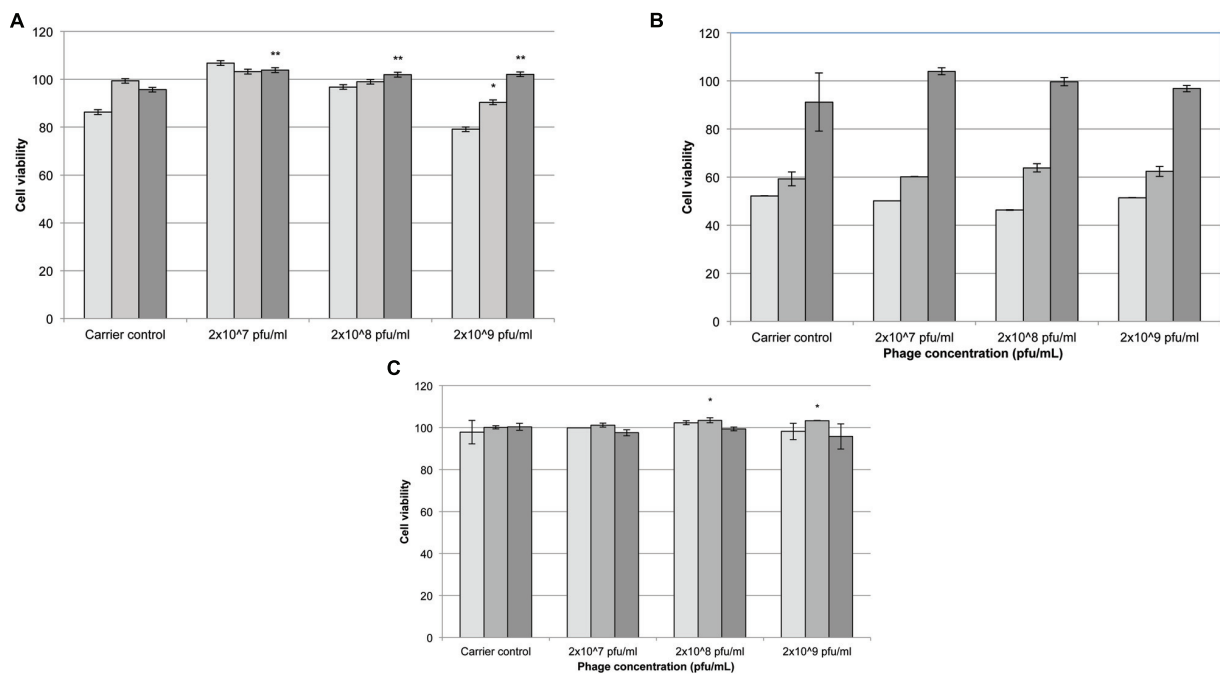 A
120
100
80
60
40
20
0
Cell viability
** ** * **
Carrier control 2x10^7 pfu/ml 2x10^8 pfu/ml 2x10^9 pfu/ml
B
120
100
80
60
40
20
0
Cell viability
Carrier control 2x10^7 pfu/ml 2x10^8 pfu/ml 2x10^9 pfu/ml
Phage concentration (pfu/mL)
C
120
100
80
60
40
20
0
Cell viability
* *
Carrier control 2x10^7 pfu/ml 2x10^8 pfu/ml 2x10^9 pfu/ml
Phage concentration (pfu/mL)